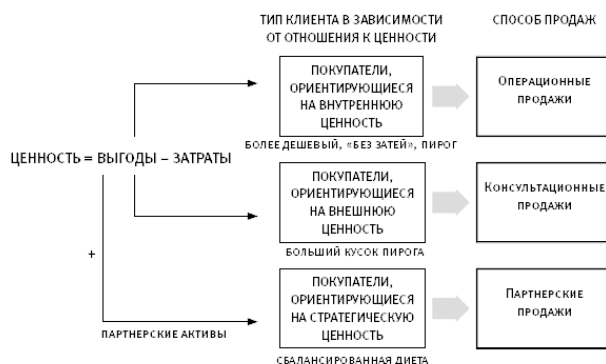 ТИП КЛИЕНТА В ЗАВИСИМОСТИ
ОТ ОТНОШЕНИЯ К ЦЕННОСТИ
СПОСОБ ПРОДАЖ
ПОКУПАТЕЛИ,
ОРИЕНТИРУЮЩИЕСЯ
НА ВНУТРЕННЮЮ
ЦЕННОСТЬ
ОПЕРАЦИОННЫЕ
ПРОДАЖИ
БОЛЕЕ ДЕШЕВЫЙ, «БЕЗ ЗАТЕЙ», ПИРОГ
ЦЕННОСТЬ = ВЫГОДЫ – ЗАТРАТЫ
ПОКУПАТЕЛИ,
ОРИЕНТИРУЮЩИЕСЯ
НА ВНЕШНЮЮ
ЦЕННОСТЬ
КОНСУЛЬТАЦИОННЫЕ
ПРОДАЖИ
БОЛЬШИЙ КУСОК ПИРОГА
+
ПОКУПАТЕЛИ,
ОРИЕНТИРУЮЩИЕСЯ
НА СТРАТЕГИЧЕСКУЮ
ЦЕННОСТЬ
ПАРТНЕРСКИЕ
ПРОДАЖИ
ПАРТНЕРСКИЕ АКТИВЫ
СБАЛАНСИРОВАННАЯ ДИЕТА